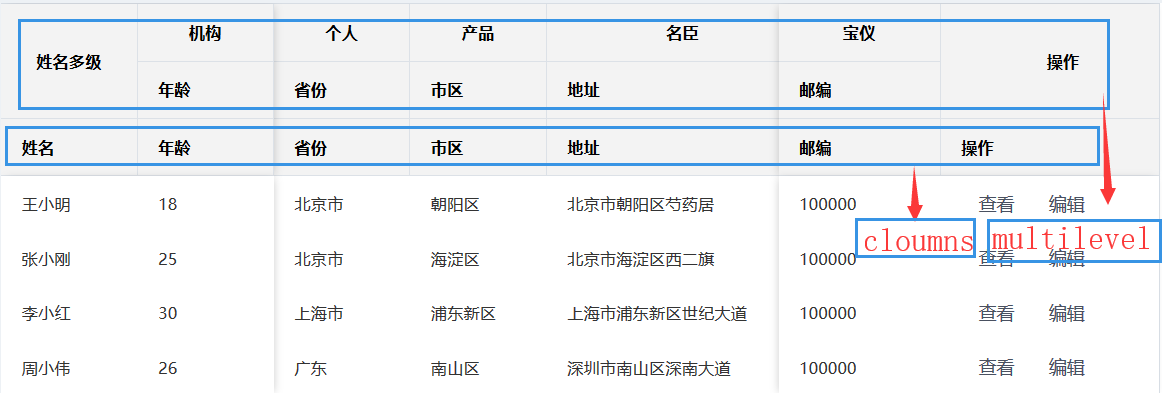 机构 个人 产品 名臣 宝仪
姓名多级 操作
年龄 省份 市区 地址 邮编
姓名 年龄 省份 市区 地址 邮编 操作
王小明 18 北京市 朝阳区 北京市朝阳区芍药居 100000 查看 编辑
cloumns multilevel
张小刚 25 北京市 海淀区 北京市海淀区西二旗 100000 查看 编辑
李小红 30 上海市 浦东新区 上海市浦东新区世纪大道 100000 查看 编辑
周小伟 26 广东 南山区 深圳市南山区深南大道 100000 查看 编辑